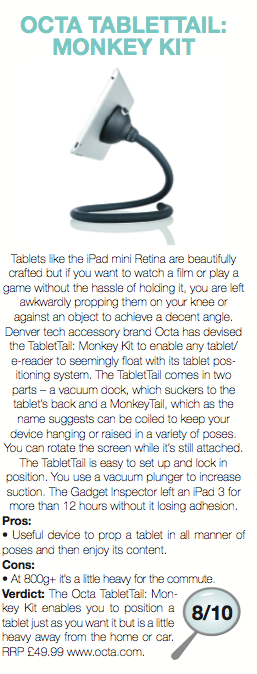 OCTA TABLETTAIL:
MONKEY KIT
Tablets like the iPad mini Retina are beautifully
crafted but if you want to watch a film or play a
game without the hassle of holding it, you are left
awkwardly propping them on your knee or
against an object to achieve a decent angle.
Denver tech accessory brand Octa has devised
the TabletTail: Monkey Kit to enable any tablet/
e-reader to seemingly float with its tablet pos-
itioning system. The TabletTail comes in two
parts – a vacuum dock, which suckers to the
tablet's back and a MonkeyTail, which as the
name suggests can be coiled to keep your
device hanging or raised in a variety of poses.
You can rotate the screen while it's still attached.
The TabletTail is easy to set up and lock in
position. You use a vacuum plunger to increase
suction. The Gadget Inspector left an iPad 3 for
more than 12 hours without it losing adhesion.
Pros:
• Useful device to prop a tablet in all manner of
poses and then enjoy its content.
Cons:
• At 800g+ it's a little heavy for the commute.
Verdict: The Octa TabletTail: Mon-
key Kit enables you to position a
tablet just as you want it but is a little
heavy away from the home or car.
RRP £49.99 www.octa.com.
8/10